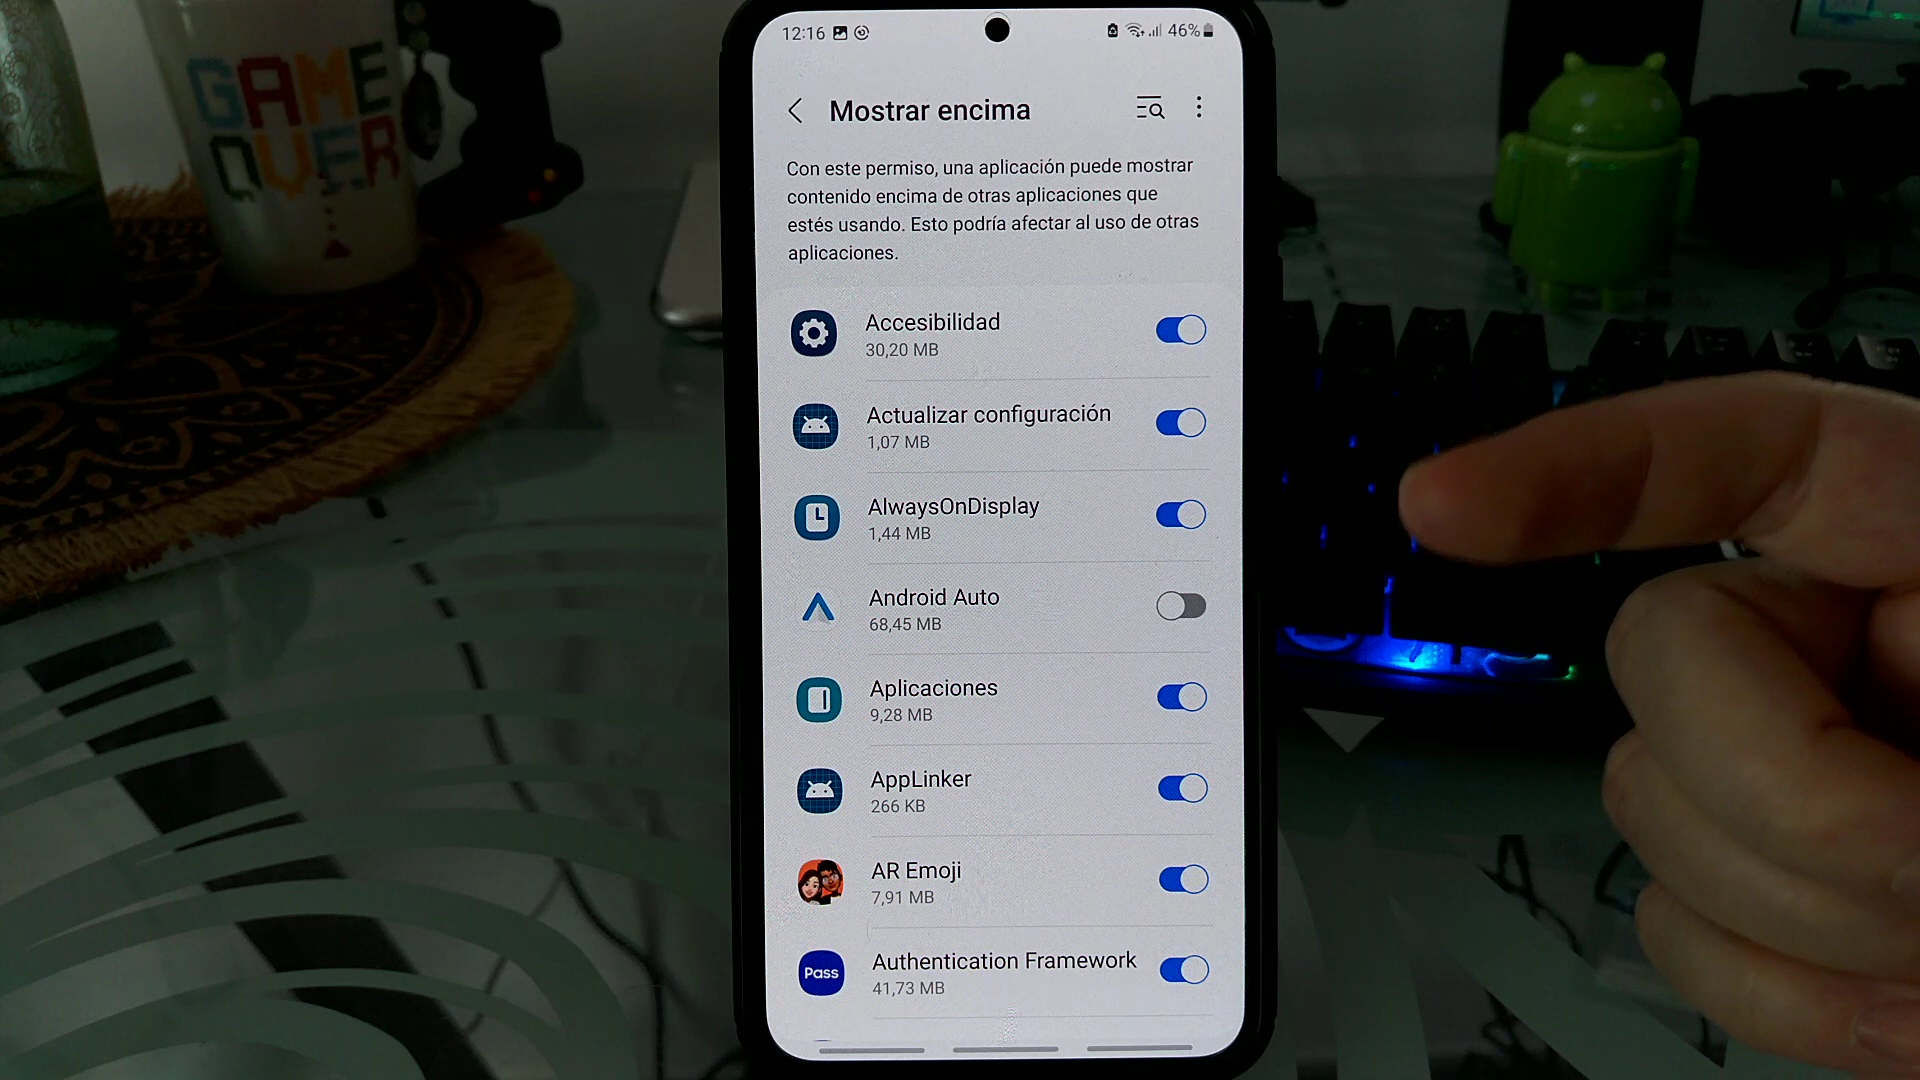 GAME
OVER
12:16
46%
Mostrar encima
Con este permiso, una aplicación puede mostrar
contenido encima de otras aplicaciones que
estés usando. Esto podría afectar al uso de otras
aplicaciones.
Accesibilidad
30,20 MB
Actualizar configuración
1,07 MB
AlwaysOnDisplay
1,44 MB
Android Auto
68,45 MB
Aplicaciones
9,28 MB
AppLinker
266 KB
AR Emoji
7,91 MB
Pass
Authentication Framework
41,73 MB